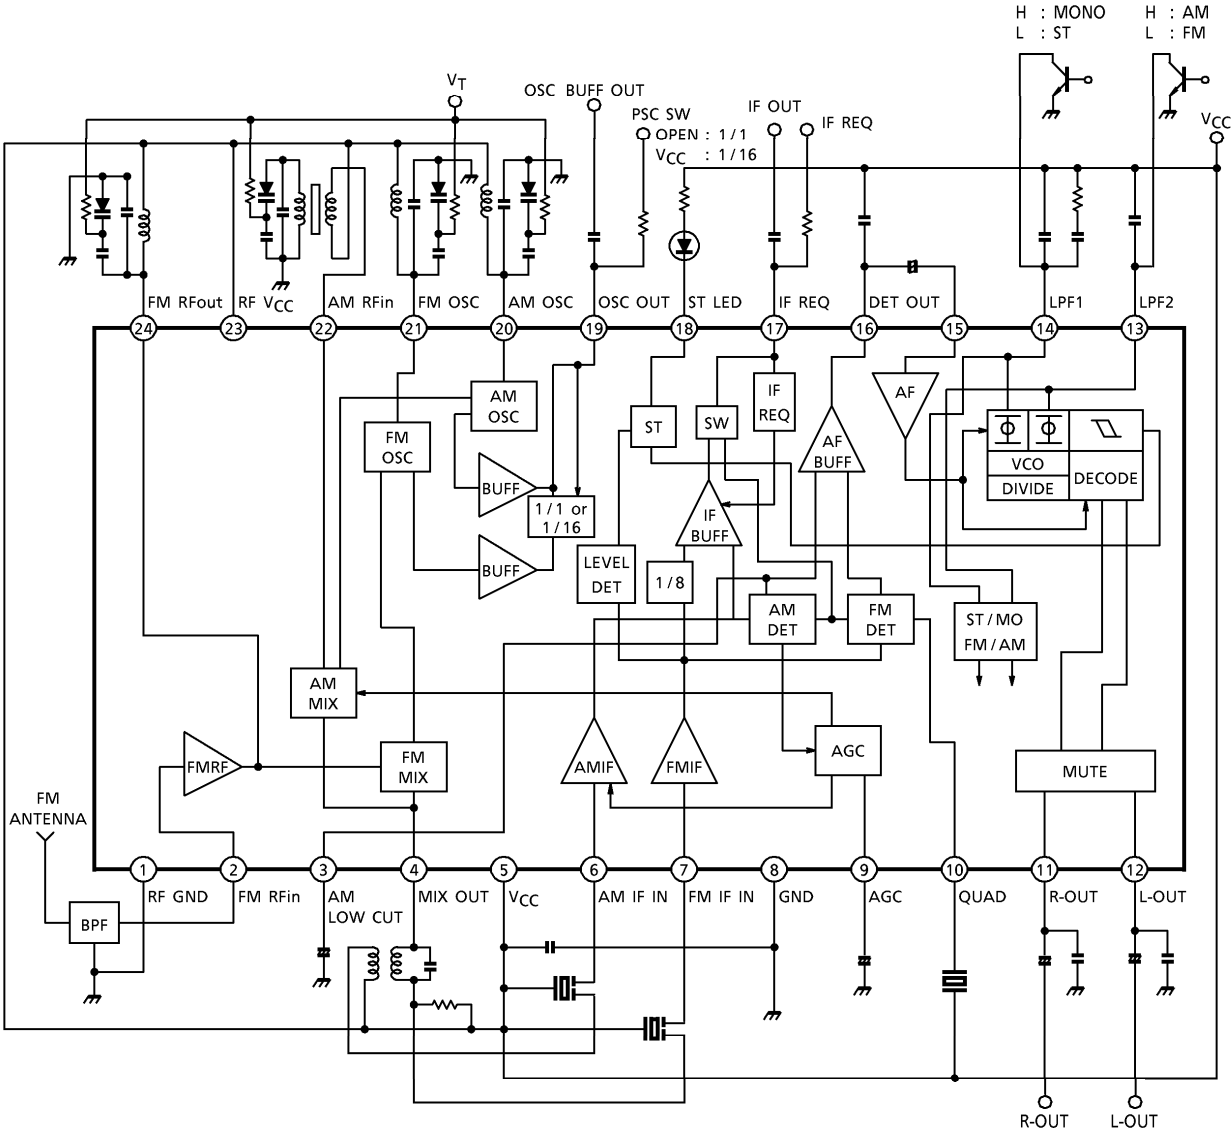 H : MONO
L : ST
H : AM
L : FM
VT
OSC BUFF OUT
PSC SW
OPEN : 1/1
VCC : 1/16
IF OUT
IF REQ
VCC
FM RFout
RF VCC
AM RFin
FM OSC
AM OSC
OSC OUT
ST LED
IF REQ
DET OUT
LPF1
LPF2
24
23
22
21
20
19
18
17
16
15
14
13
AM
OSC
FM
OSC
BUFF
1/1 or
1/16
BUFF
ST
SW
IF
REQ
AF
BUFF
AF
VCO
DIVIDE
DECODE
IF
BUFF
LEVEL
DET
1/8
AM
DET
FM
DET
ST/MO
FM/AM
AM
MIX
FMRF
FM
MIX
AMIF
FMIF
AGC
MUTE
FM
ANTENNA
1
2
3
4
5
6
7
8
9
10
11
12
RF GND
FM RFin
AM
LOW CUT
MIX OUT
VCC
AM IF IN
FM IF IN
GND
AGC
QUAD
R-OUT
L-OUT
BPF
R-OUT
L-OUT